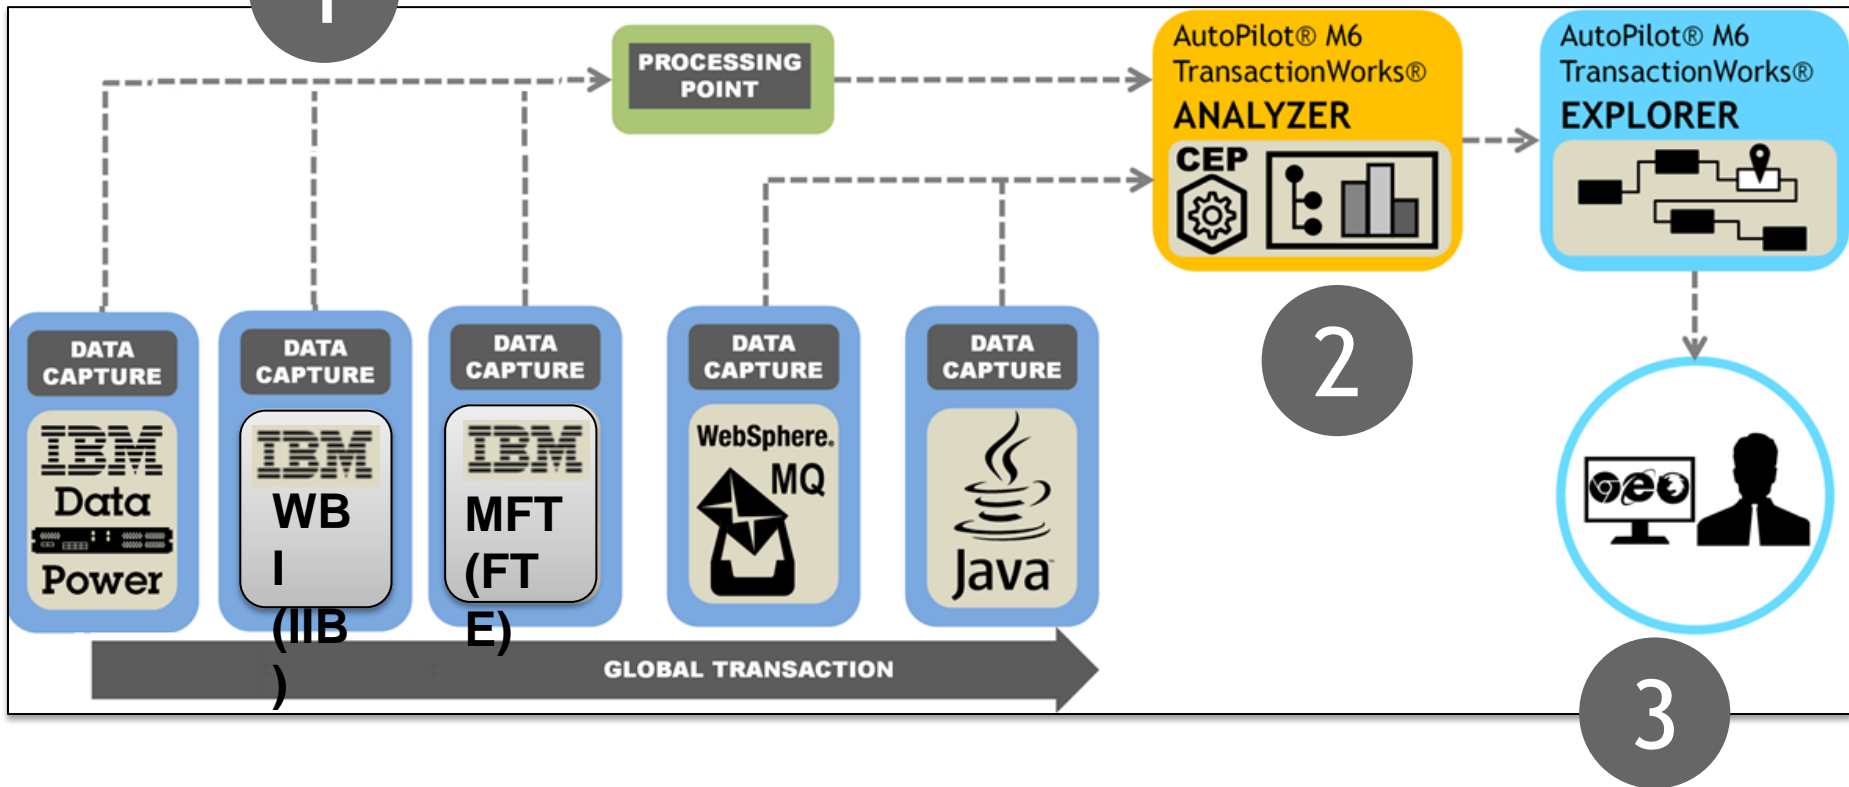 1
PROCESSING
POINT
AutoPilot® M6
TransactionWorks®
ANALYZER
CEP
AutoPilot® M6
TransactionWorks®
EXPLORER
DATA
CAPTURE
IBM
Data
Power
DATA
CAPTURE
IBM
WB
I
(IIB
)
DATA
CAPTURE
IBM
MFT
(FT
E)
DATA
CAPTURE
WebSphere®
MQ
DATA
CAPTURE
Java™
2
GLOBAL TRANSACTION
3